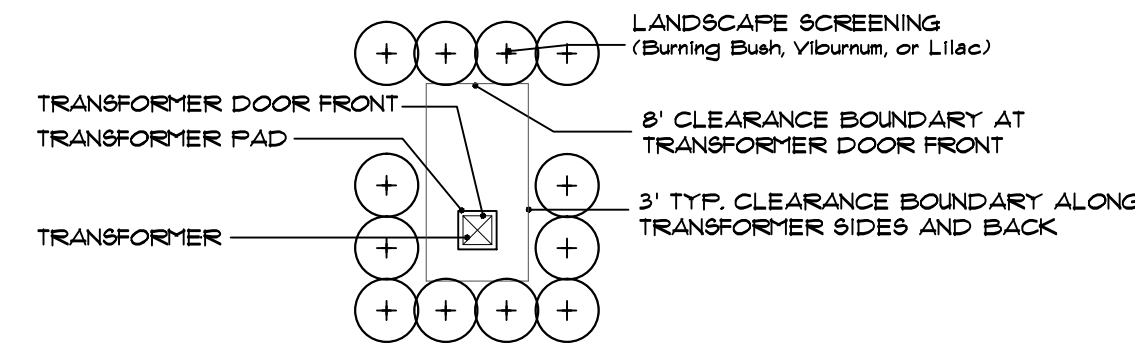 LANDSCAPE SCREENING
(Burning Bush, Viburnum, or Lilac)
TRANSFORMER DOOR FRONT
TRANSFORMER PAD
8' CLEARANCE BOUNDARY AT
TRANSFORMER DOOR FRONT
3' TYP. CLEARANCE BOUNDARY ALONG
TRANSFORMER SIDES AND BACK
TRANSFORMER